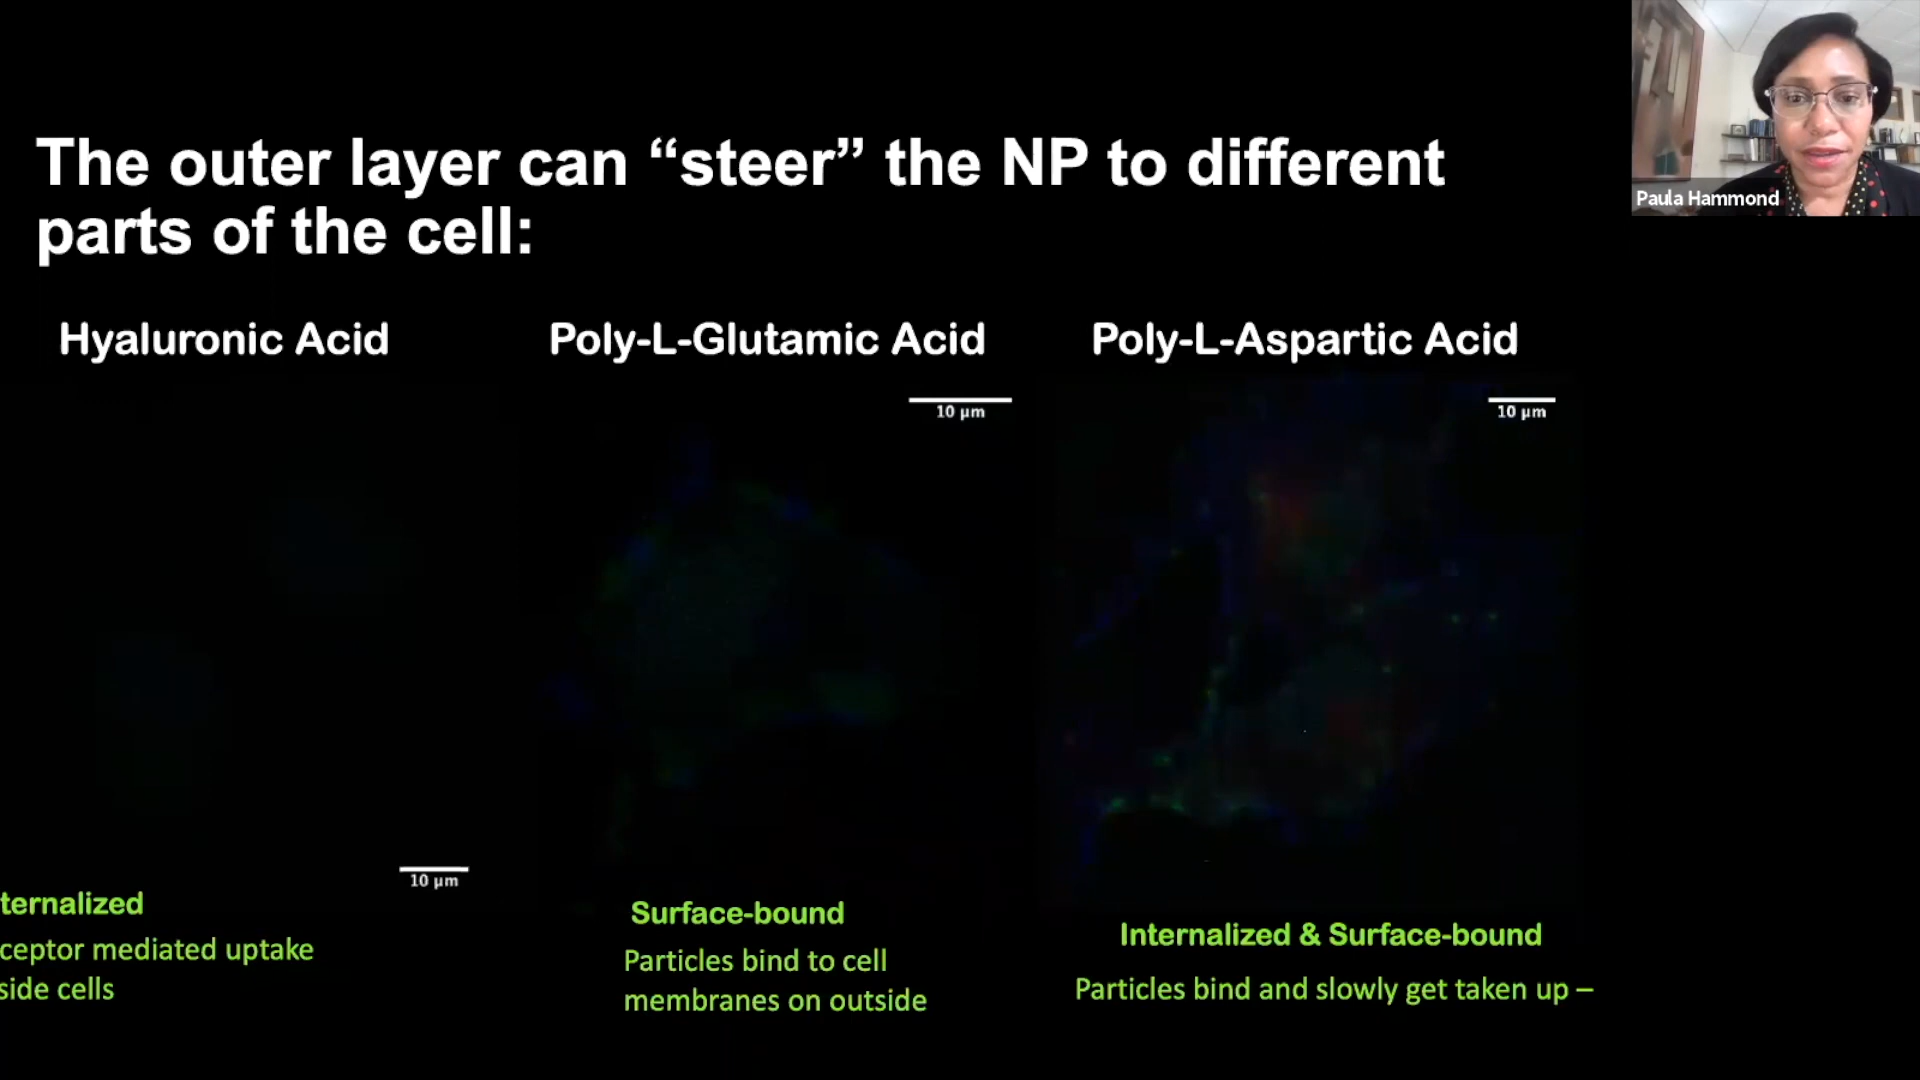 The outer layer can “steer” the NP to different
parts of the cell:
Paula Hammond
Hyaluronic Acid
Poly-L-Glutamic Acid
Poly-L-Aspartic Acid
10 µm
10 µm
10 µm
ternalized
ceptor mediated uptake
side cells
Surface-bound
Particles bind to cell
membranes on outside
Internalized & Surface-bound
Particles bind and slowly get taken up –